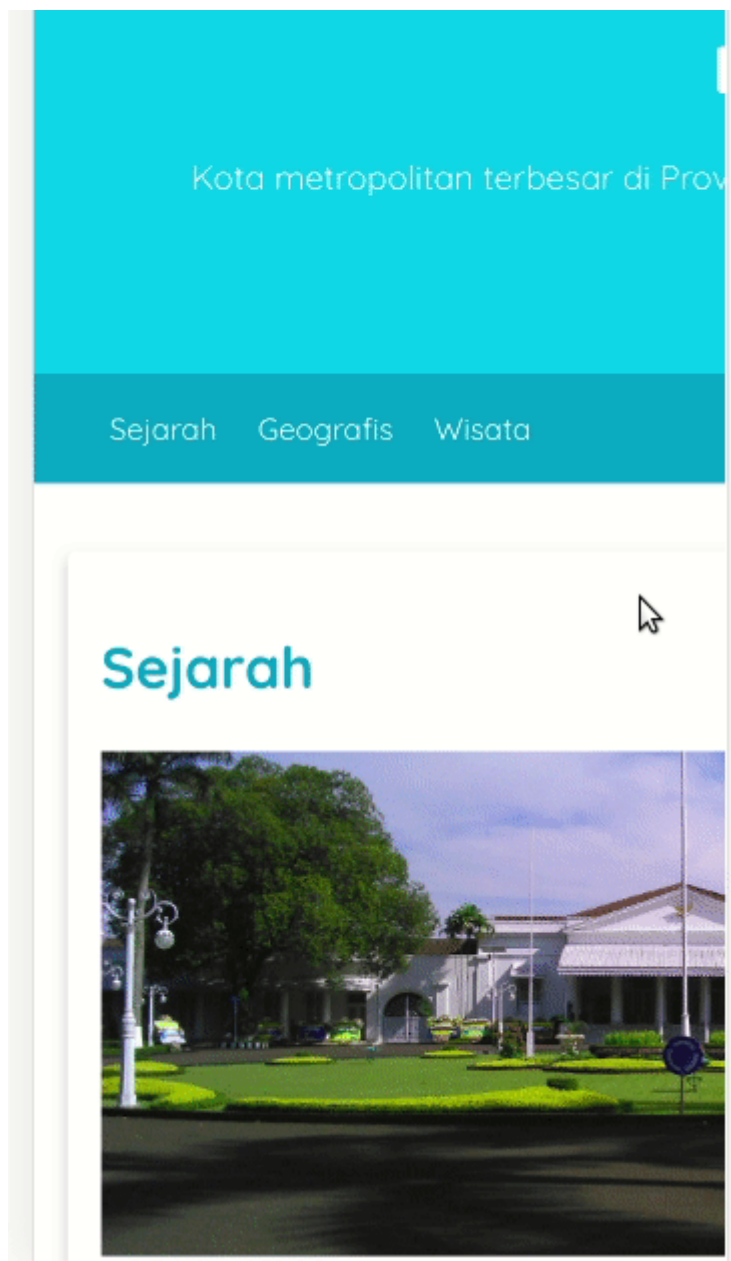 Kota metropolitan terbesar di Prov
Sejarah Geografis Wisata
Sejarah